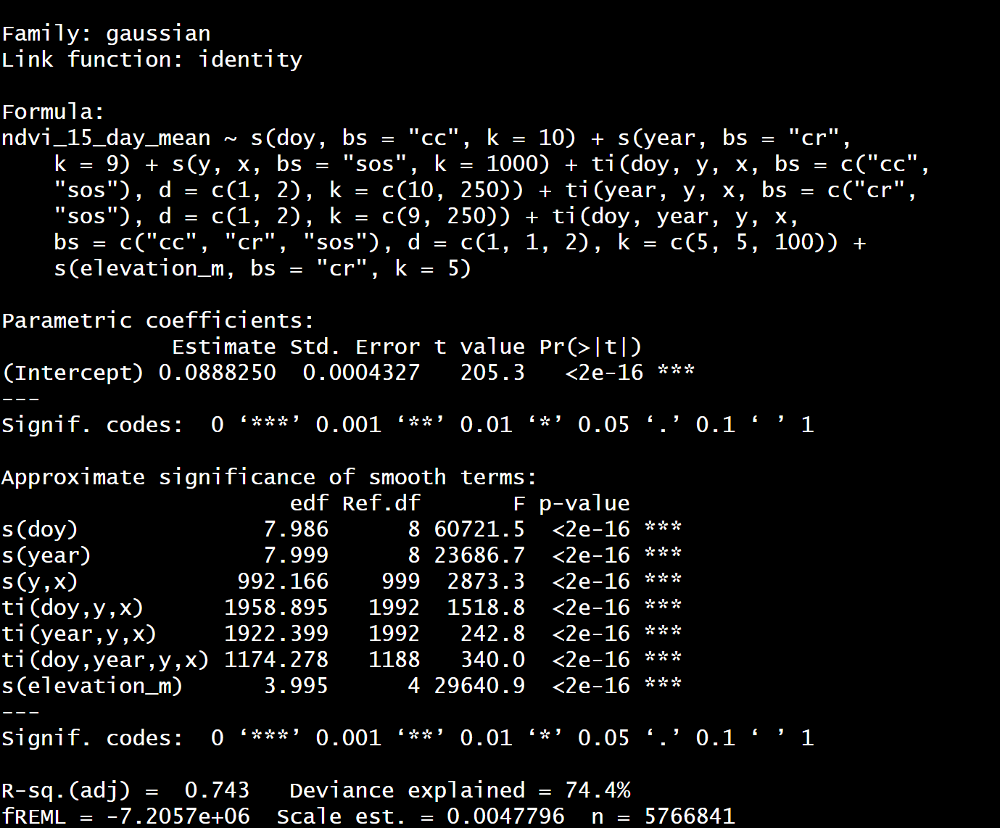 Family: gaussian
Link function: identity
Formula:
ndvi_15_day_mean ~ s(doy, bs = "cc", k = 10) + s(year, bs = "cr",
k = 9) + s(y, x, bs = "sos", k = 1000) + ti(doy, y, x, bs = c("cc",
"sos"), d = c(1, 2), k = c(10, 250)) + ti(year, y, x, bs = c("cr",
"sos"), d = c(1, 2), k = c(9, 250)) + ti(doy, year, y, x,
bs = c("cc", "cr", "sos"), d = c(1, 1, 2), k = c(5, 5, 100)) +
s(elevation_m, bs = "cr", k = 5)
Parametric coefficients:
Estimate Std. Error t value Pr(>|t|)
(Intercept) 0.0888250 0.0004327 205.3 <2e-16 ***
---
Signif. codes: 0 ‘***’ 0.001 ‘**’ 0.01 ‘*’ 0.05 ‘.’ 0.1 ‘ ’ 1
Approximate significance of smooth terms:
edf Ref.df F p-value
s(doy) 7.986 8 60721.5 <2e-16 ***
s(year) 7.999 8 23686.7 <2e-16 ***
s(y,x) 992.166 999 2873.3 <2e-16 ***
ti(doy,y,x) 1958.895 1992 1518.8 <2e-16 ***
ti(year,y,x) 1922.399 1992 242.8 <2e-16 ***
ti(doy,year,y,x) 1174.278 1188 340.0 <2e-16 ***
s(elevation_m) 3.995 4 29640.9 <2e-16 ***
---
Signif. codes: 0 ‘***’ 0.001 ‘**’ 0.01 ‘*’ 0.05 ‘.’ 0.1 ‘ ’ 1
R-sq.(adj) = 0.743 Deviance explained = 74.4%
fREML = -7.2057e+06 Scale est. = 0.0047796 n = 5766841